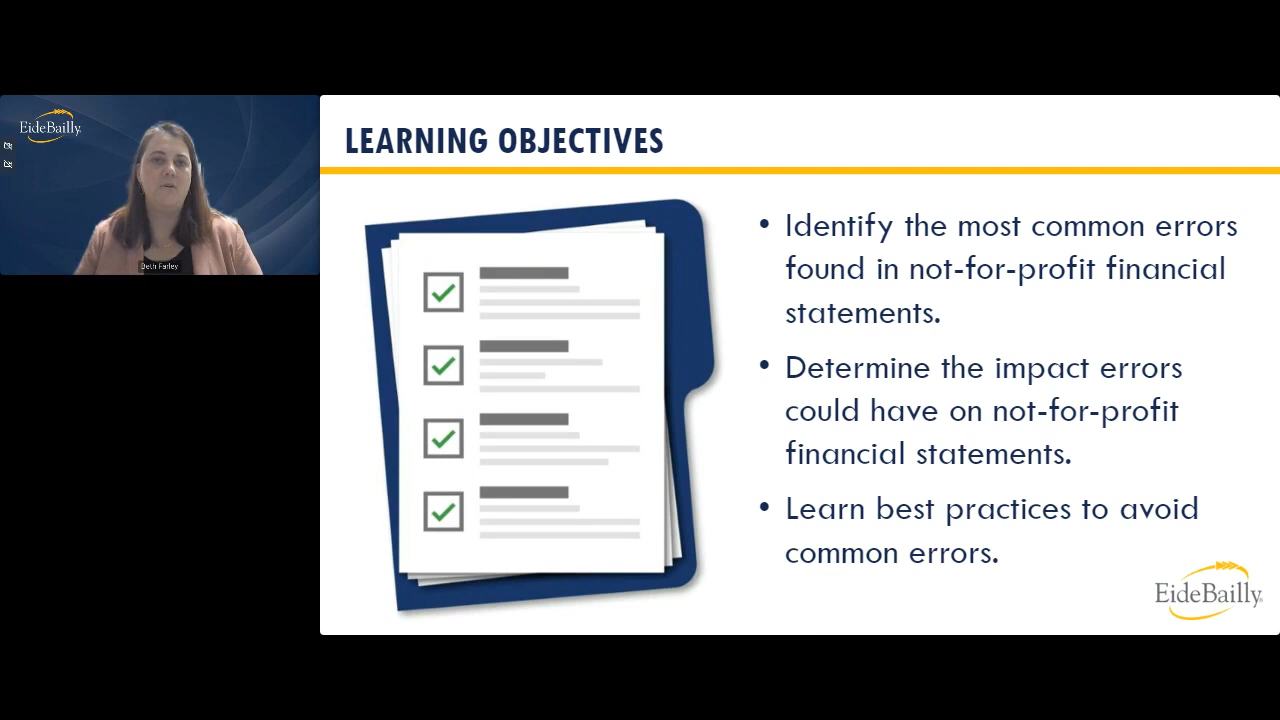 EideBailly
Beth Farley
LEARNING OBJECTIVES
• Identify the most common errors
found in not-for-profit financial
statements.
• Determine the impact errors
could have on not-for-profit
financial statements.
• Learn best practices to avoid
common errors.
EideBailly